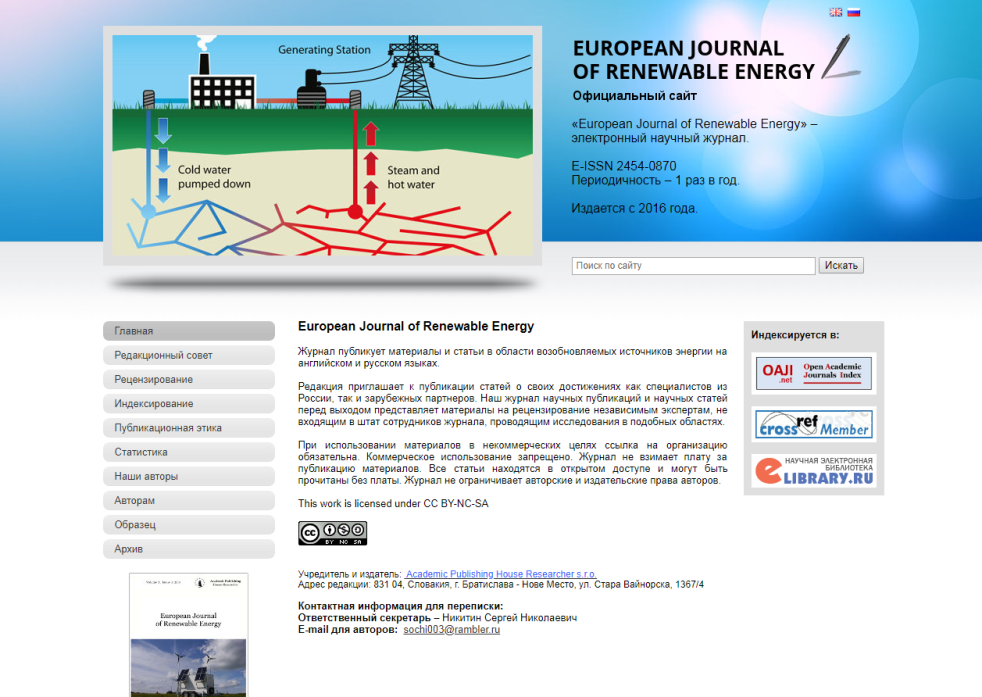 Generating Station
Cold water
pumped down
Steam and
hot water
EUROPEAN JOURNAL
OF RENEWABLE ENERGY
Официальный сайт
«European Journal of Renewable Energy» –
электронный научный журнал.
E-ISSN 2454-0870
Периодичность – 1 раз в год.
Издается с 2016 года.
Поиск по сайту
Искать
Главная
Редакционный совет
Рецензирование
Индексирование
Публикационная этика
Статистика
Наши авторы
Авторам
Образец
Архив
European Journal
of Renewable Energy
European Journal of Renewable Energy
Журнал публикует материалы и статьи в области возобновляемых источников энергии на
английском и русском языках.
Редакция приглашает к публикации статей о своих достижениях как специалистов из
России, так и зарубежных партнеров. Наш журнал научных публикаций и научных статей
перед выходом представляет материалы на рецензирование независимым экспертам, не
входящим в штат сотрудников журнала, проводящим исследования в подобных областях.
При использовании материалов в некоммерческих целях ссылка на организацию
обязательна. Коммерческое использование запрещено. Журнал не взимает плату за
публикацию материалов. Все статьи находятся в открытом доступе и могут быть
прочитаны без платы. Журнал не ограничивает авторские и издательские права авторов.
This work is licensed under CC BY-NC-SA
cc
BY NC SA
Учредитель и издатель: Academic Publishing House Researcher s.r.o.
Адрес редакции: 831 04, Словакия, г. Братислава - Нове Место, ул. Стара Вайнорска, 1367/4
Контактная информация для переписки:
Ответственный секретарь – Никитин Сергей Николаевич
E-mail для авторов: sochi003@rambler.ru
Индексируется в:
OAJI
.net
Open Academic
Journals Index
crossref
Member
НАУЧНАЯ ЭЛЕКТРОННАЯ
БИБЛИОТЕКА
eLIBRARY.RU